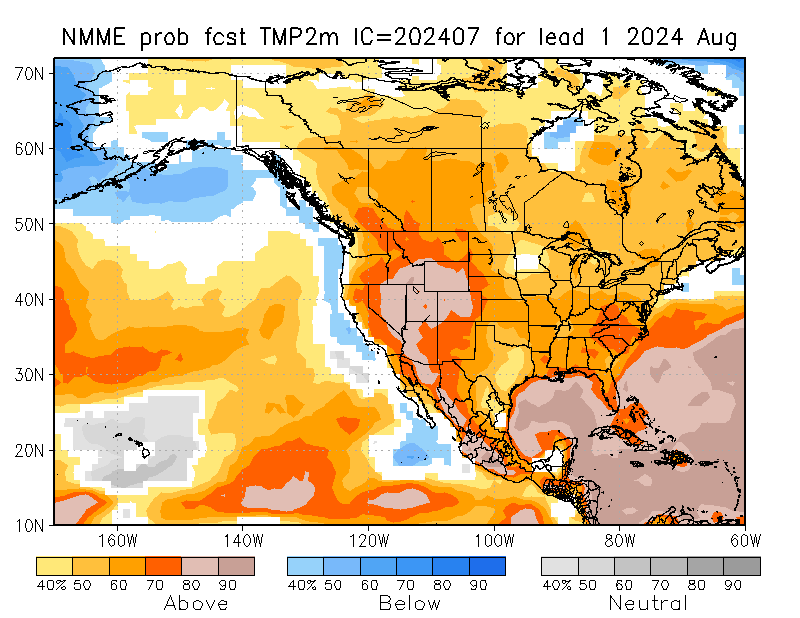 NMME prob fcst TMP2m IC=202407 for lead 1 2024 Aug
70N
60N
50N
40N
30N
20N
10N
160W 140W 120W 100W 80W 60W
40% 50 60 70 80 90 40% 50 60 70 80 90 40% 50 60 70 80 90
Above Below Neutral